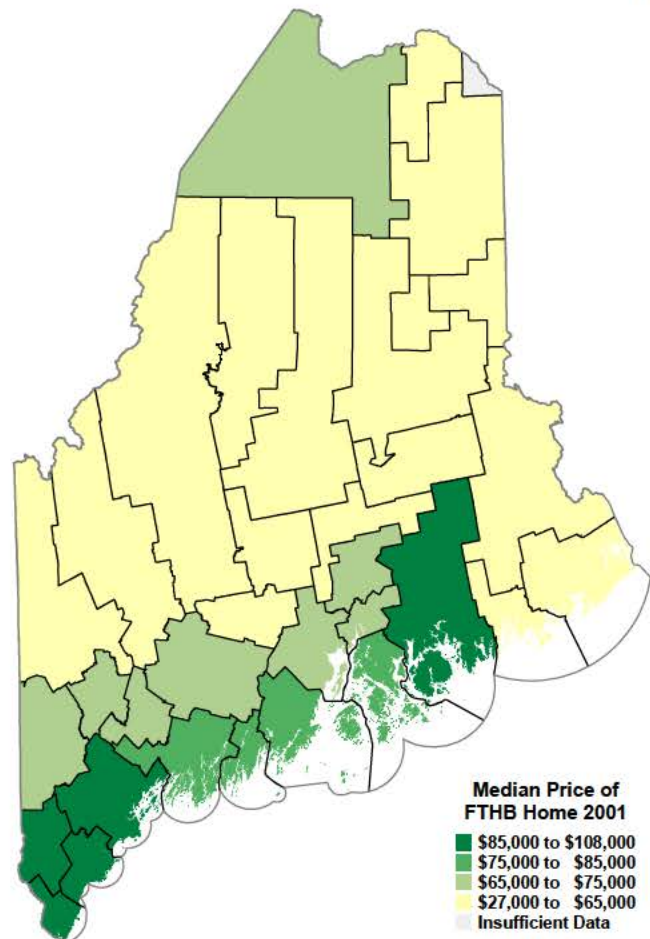 Median Price of
FTHB Home 2001
$85,000 to $108,000
$75,000 to $85,000
$65,000 to $75,000
$27,000 to $65,000
Insufficient Data